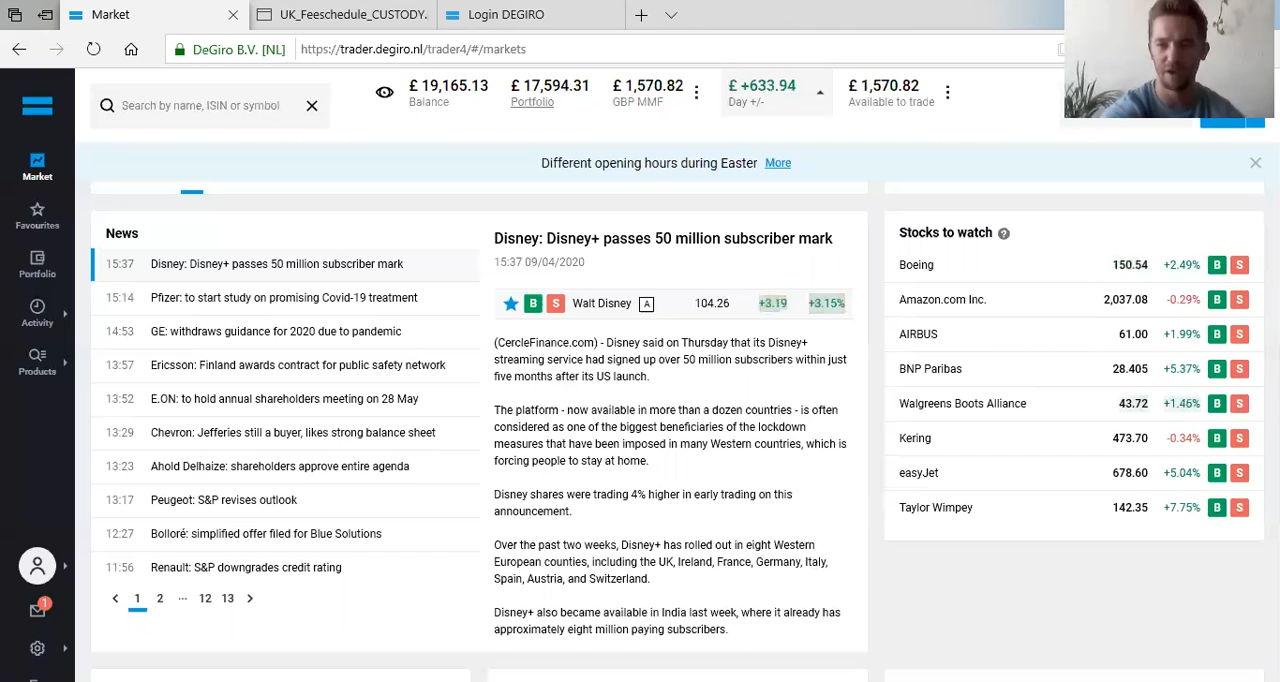 Market
UK_Feeschedule_CUSTODY.
Login DEGIRO
DeGiro B.V. [NL]
https://trader.degiro.nl/trader4/#/markets
Search by name, ISIN or symbol
£ 19,165.13
Balance
£ 17,594.31
Portfolio
£ 1,570.82
GBP MMF
£ +633.94
Day +/-
£ 1,570.82
Available to trade
Different opening hours during Easter More
Market
Favourites
Portfolio
Activity
Products
1
News
15:37 Disney: Disney+ passes 50 million subscriber mark
15:14 Pfizer: to start study on promising Covid-19 treatment
14:53 GE: withdraws guidance for 2020 due to pandemic
13:57 Ericsson: Finland awards contract for public safety network
13:52 E.ON: to hold annual shareholders meeting on 28 May
13:29 Chevron: Jefferies still a buyer, likes strong balance sheet
13:23 Ahold Delhaize: shareholders approve entire agenda
13:17 Peugeot: S&P revises outlook
12:27 Bolloré: simplified offer filed for Blue Solutions
11:56 Renault: S&P downgrades credit rating
1 2 ... 12 13
Disney: Disney+ passes 50 million subscriber mark
15:37 09/04/2020
B S Walt Disney A 104.26 +3.19 +3.15%
(CercleFinance.com) - Disney said on Thursday that its Disney+
streaming service had signed up over 50 million subscribers within just
five months after its US launch.
The platform - now available in more than a dozen countries - is often
considered as one of the biggest beneficiaries of the lockdown
measures that have been imposed in many Western countries, which is
forcing people to stay at home.
Disney shares were trading 4% higher in early trading on this
announcement.
Over the past two weeks, Disney+ has rolled out in eight Western
European counties, including the UK, Ireland, France, Germany, Italy,
Spain, Austria, and Switzerland.
Disney+ also became available in India last week, where it already has
approximately eight million paying subscribers.
Stocks to watch ?
Boeing 150.54 +2.49% B S
Amazon.com Inc. 2,037.08 -0.29% B S
AIRBUS 61.00 +1.99% B S
BNP Paribas 28.405 +5.37% B S
Walgreens Boots Alliance 43.72 +1.46% B S
Kering 473.70 -0.34% B S
easyJet 678.60 +5.04% B S
Taylor Wimpey 142.35 +7.75% B S